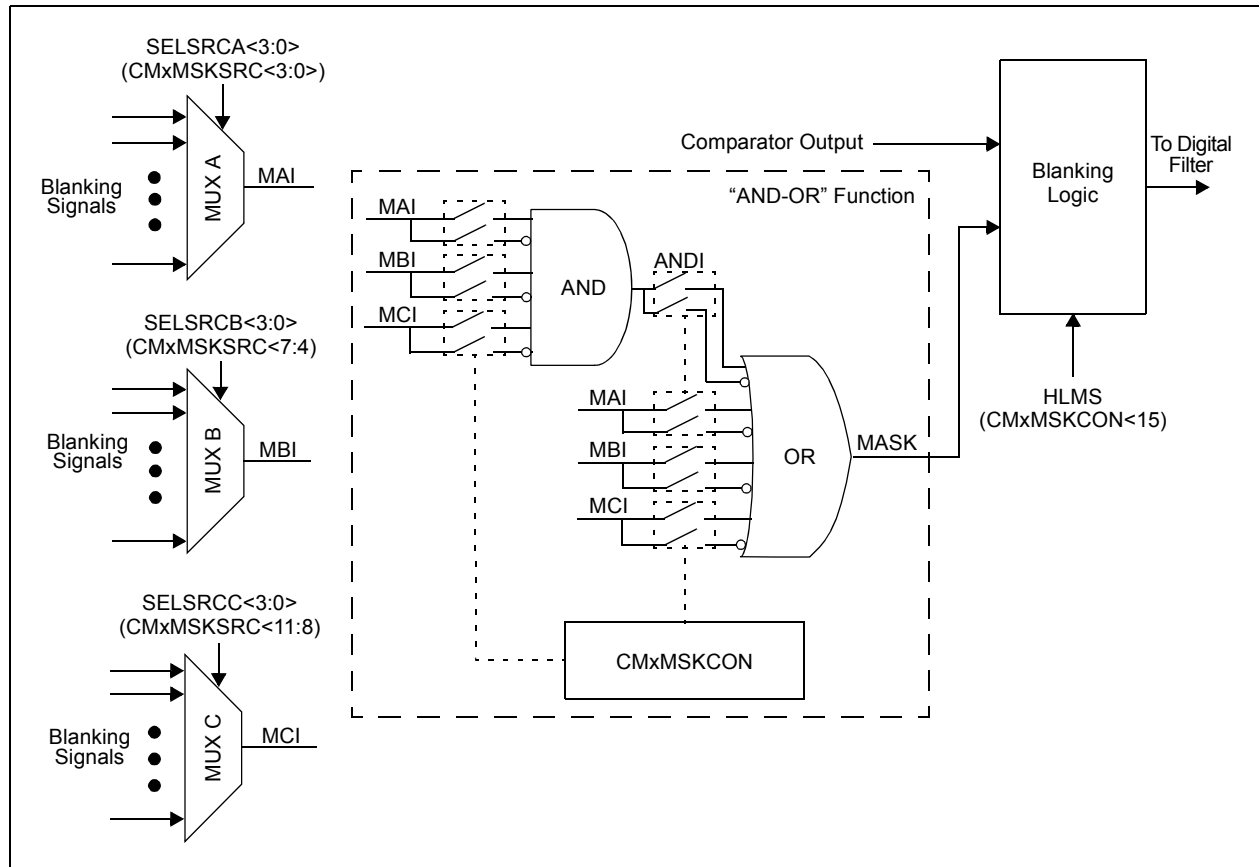 SELSRCA<3:0>
(CMxMSKSRC<3:0>)
MUX A
Blanking
Signals
MAI
SELSRCB<3:0>
(CMxMSKSRC<7:4)
MUX B
Blanking
Signals
MBI
SELSRCC<3:0>
(CMxMSKSRC<11:8)
MUX C
Blanking
Signals
MCI
Comparator Output
“AND-OR” Function
MAI
MBI
MCI
AND
ANDI
MAI
MBI
MCI
OR
MASK
CMxMSKCON
Blanking
Logic
To Digital
Filter
HLMS
(CMxMSKCON<15)